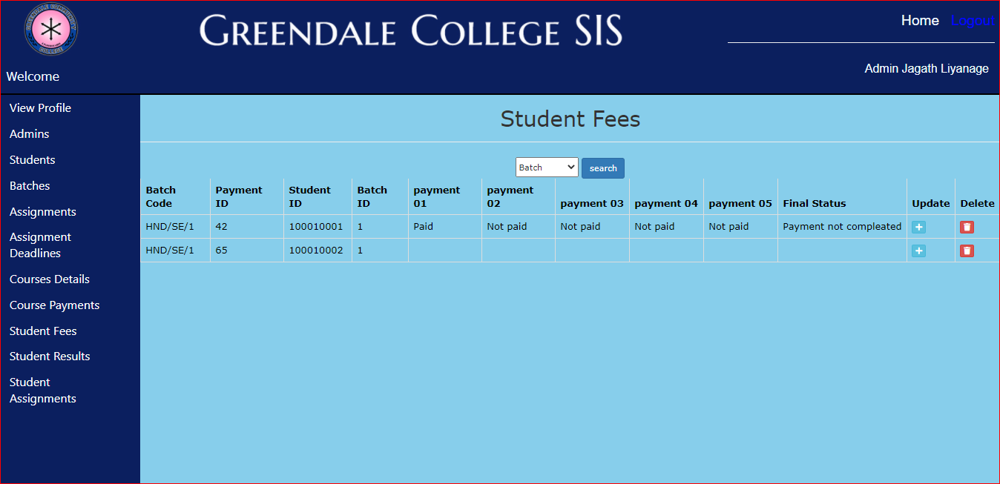 GREENDALE COMMUNITY
COLLEGE
GREENDALE COLLEGE SIS
Home Logout
Admin Jagath Liyanage
Welcome
View Profile
Admins
Students
Batches
Assignments
Assignment
Deadlines
Courses Details
Course Payments
Student Fees
Student Results
Student
Assignments
Student Fees
Batch search
Batch Code Payment ID Student ID Batch ID payment 01 payment 02 payment 03 payment 04 payment 05 Final Status Update Delete
HND/SE/1 42 100010001 1 Paid Not paid Not paid Not paid Not paid Payment not compleated
HND/SE/1 65 100010002 1